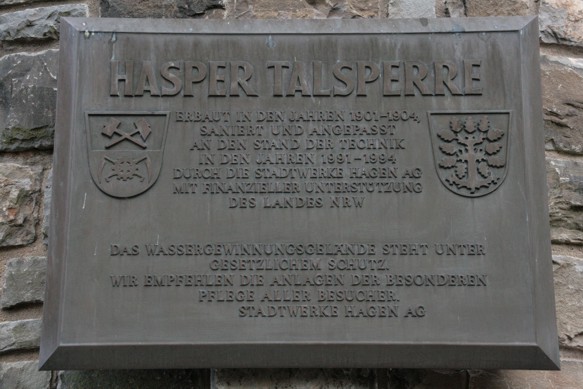 HASPER TALSPERRE
ERBAUT IN DEN JAHREN 1901-1904,
SANIERT UND ANGEPASST
AN DEN STAND DER TECHNIK
IN DEN JAHREN 1991-1994
DURCH DIE STADTWERKE HAGEN AG
MIT FINANZIELLER UNTERSTÜTZUNG
DES LANDES NRW
DAS WASSERGEWINNUNGSGELÄNDE STEHT UNTER
GESETZLICHEM SCHUTZ.
WIR EMPFEHLEN DIE ANLAGEN DER BESONDEREN
PFLEGE ALLER BESUCHER.
STADTWERKE HAGEN AG